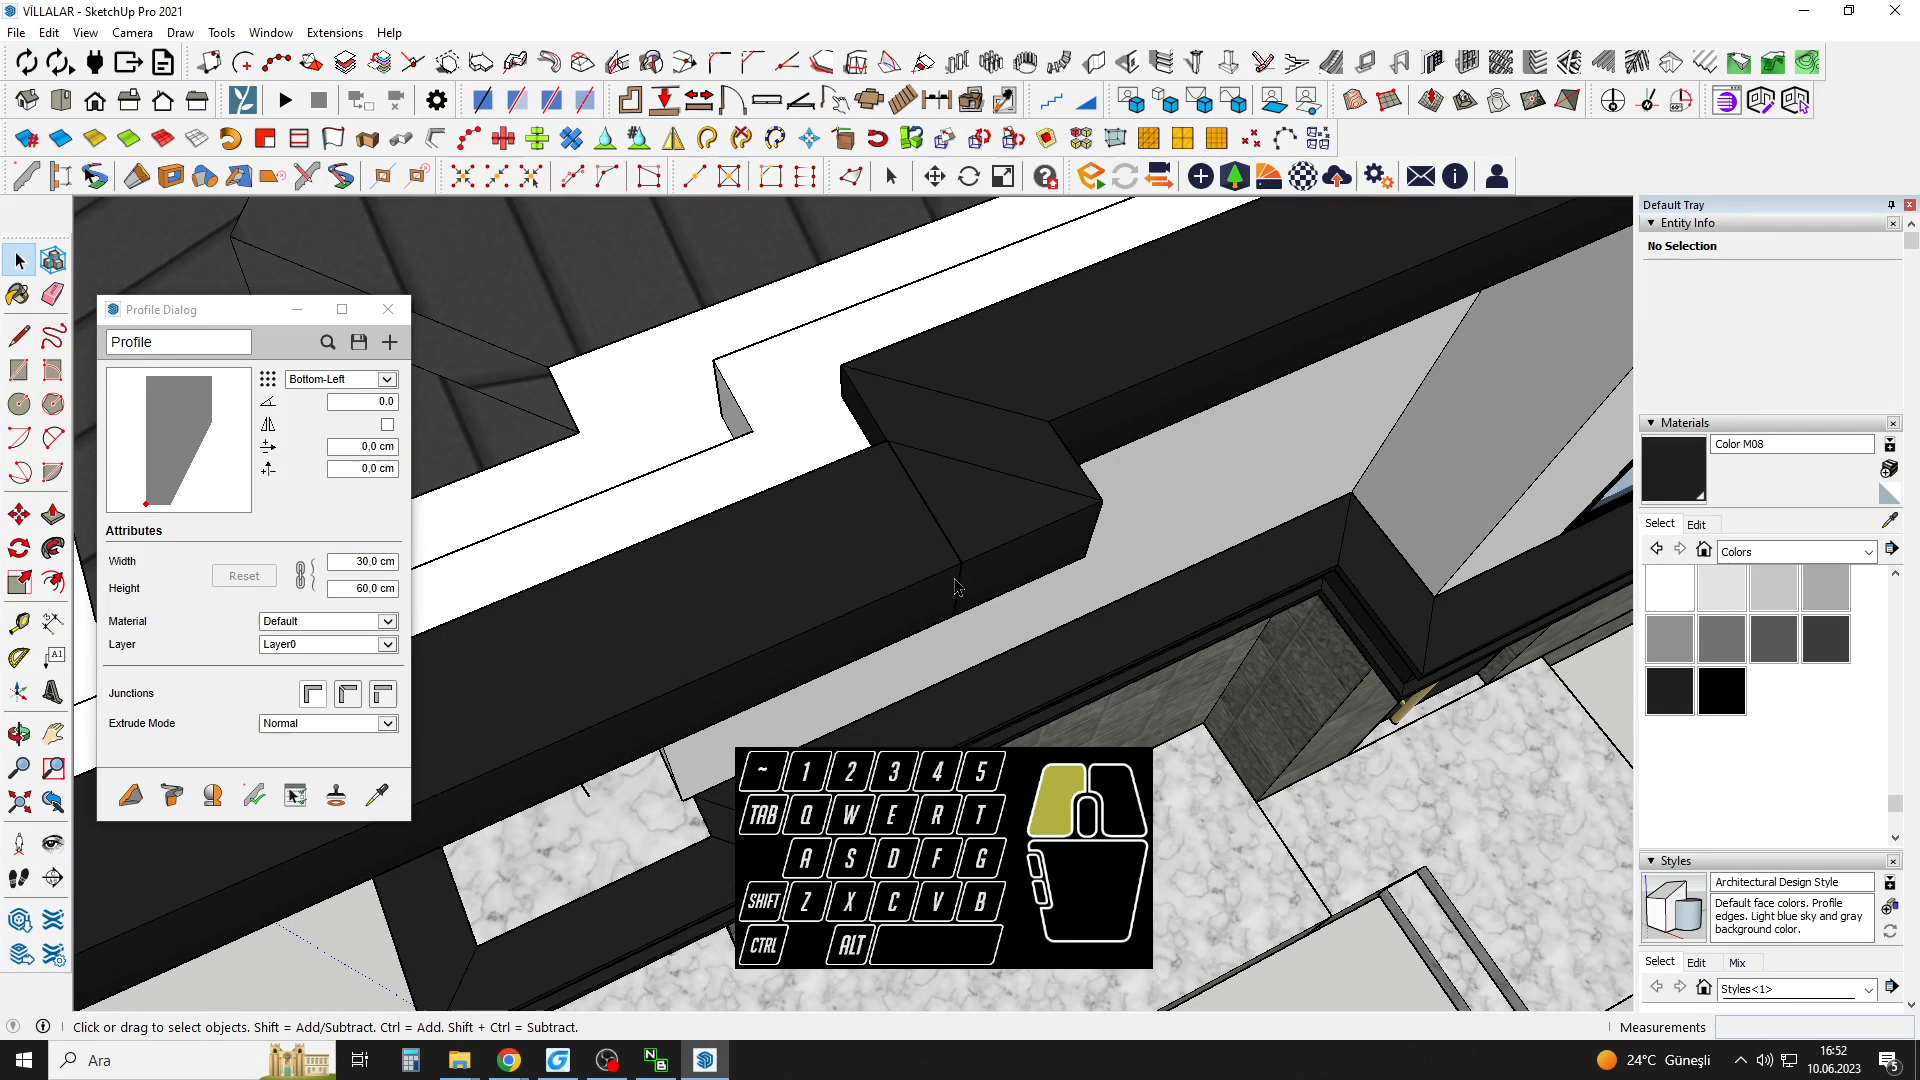 VİLLALAR - SketchUp Pro 2021
File Edit View Camera Draw Tools Window Extensions Help
Default Tray
Entity Info
No Selection
Profile Dialog
Profile
Bottom-Left
0.0
0,0 cm
0,0 cm
Attributes
Width
30,0 cm
Reset
Height
60,0 cm
Material
Default
Layer
Layer0
Junctions
Extrude Mode
Normal
A1
Materials
Color M08
Select Edit
Colors
~ 1 2 3 4 5
TAB Q W E R T
A S D F G
SHIFT Z X C V B
CTRL ALT
Styles
Architectural Design Style
Default face colors. Profile
edges. Light blue sky and gray
background color.
Select Edit Mix
Styles<1>
Click or drag to select objects. Shift = Add/Subtract. Ctrl = Add. Shift + Ctrl = Subtract.
Measurements
Ara
24°C Güneşli
16:52
10.06.2023
5